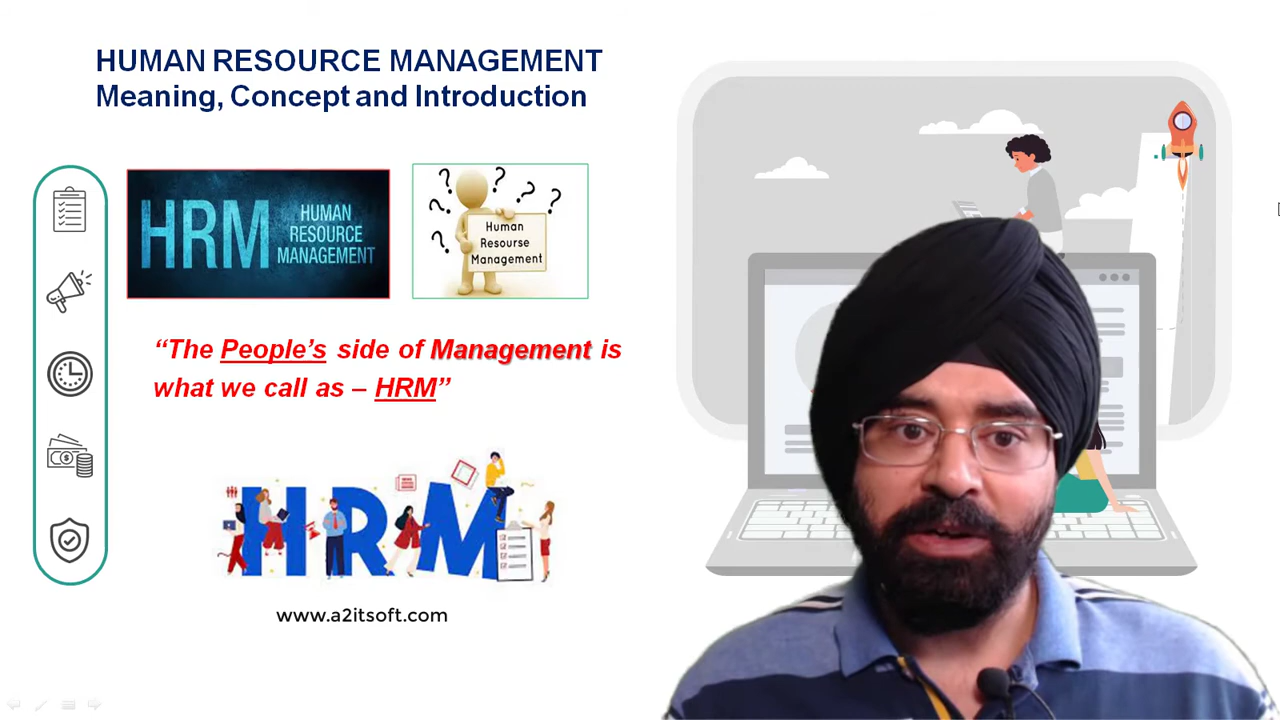 HUMAN RESOURCE MANAGEMENT
Meaning, Concept and Introduction
HRM
HUMAN
RESOURCE
MANAGEMENT
? ? ? ? ? ?
Human
Resourse
Management
“The People’s side of Management is
what we call as – HRM”
HRM
www.a2itsoft.com